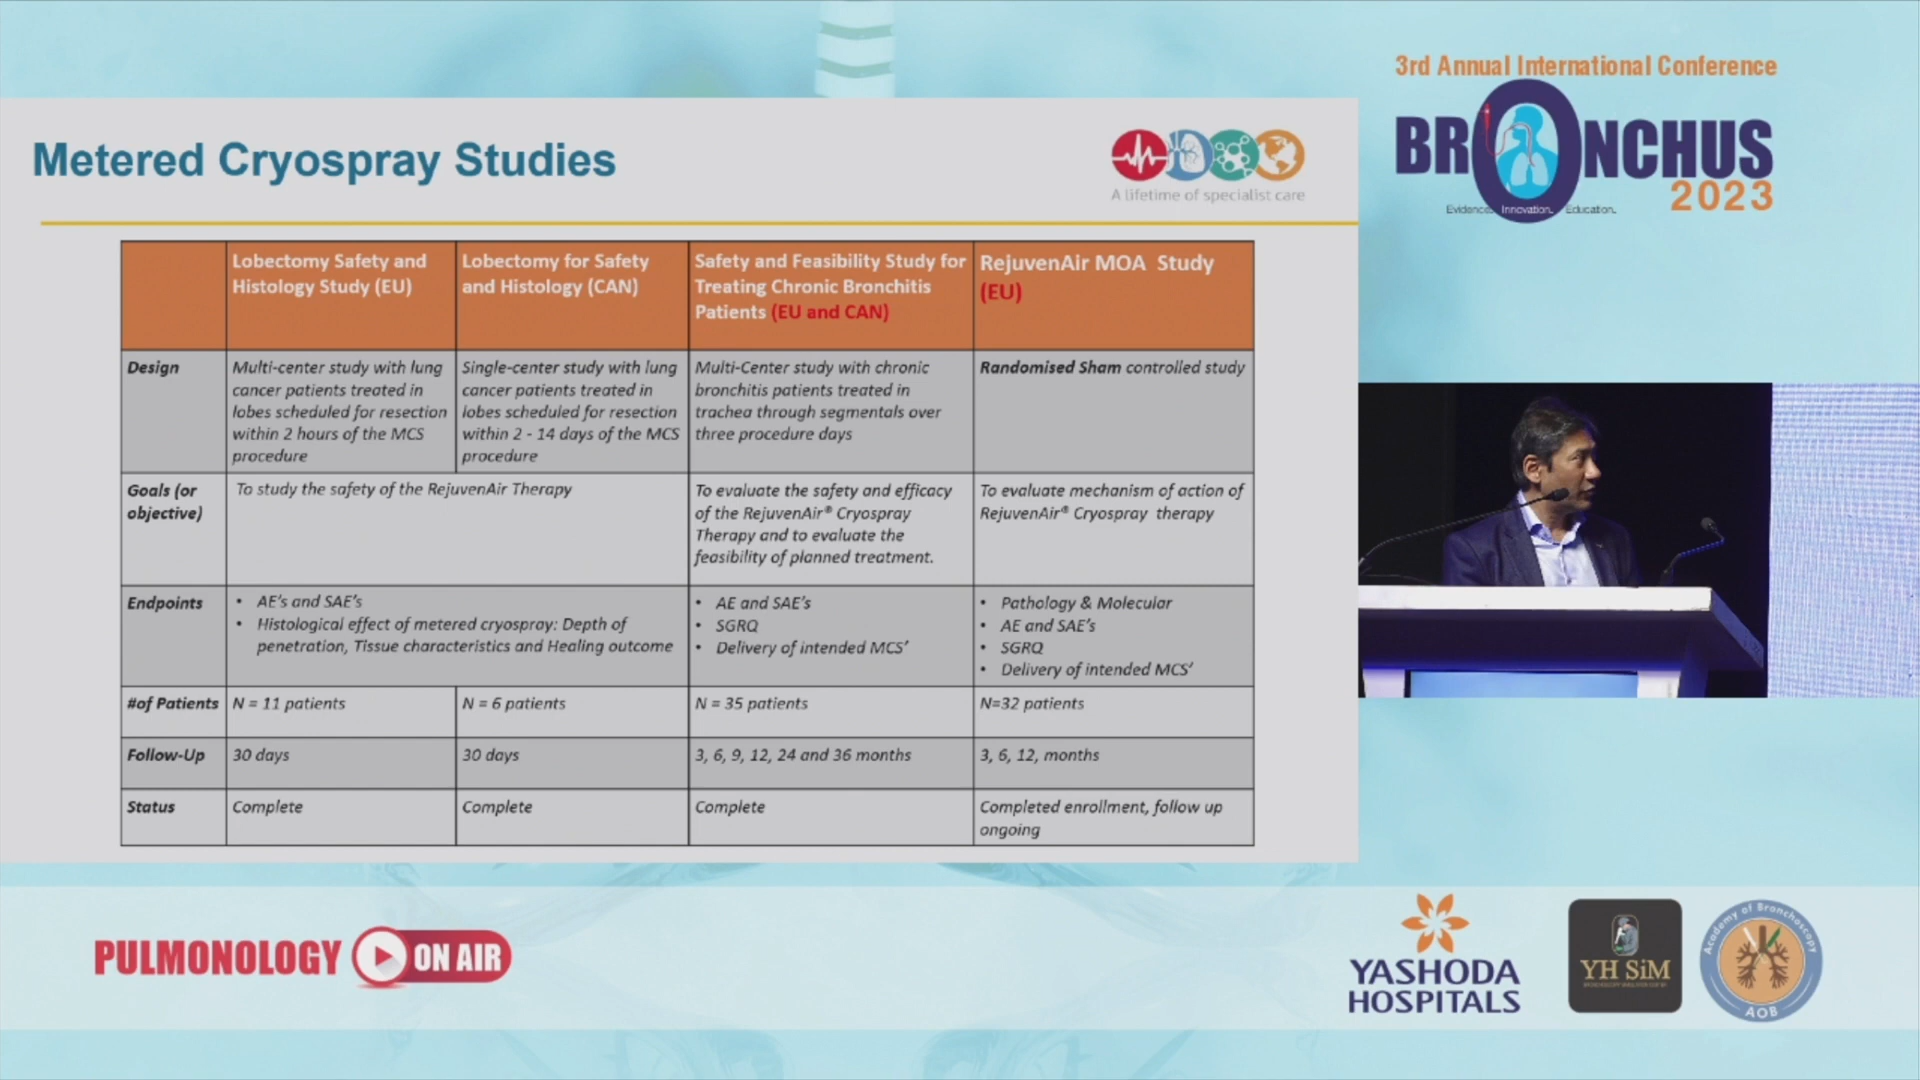 3rd Annual International Conference
BRONCHUS
2023
Evidence. Innovation. Education.
Metered Cryospray Studies
A lifetime of specialist care
Lobectomy Safety and
Histology Study (EU)
Lobectomy for Safety
and Histology (CAN)
Safety and Feasibility Study for
Treating Chronic Bronchitis
Patients (EU and CAN)
RejuvenAir MOA Study
(EU)
Design
Multi-center study with lung
cancer patients treated in
lobes scheduled for resection
within 2 hours of the MCS
procedure
Single-center study with lung
cancer patients treated in
lobes scheduled for resection
within 2 - 14 days of the MCS
procedure
Multi-Center study with chronic
bronchitis patients treated in
trachea through segmentals over
three procedure days
Randomised Sham controlled study
Goals (or
objective)
To study the safety of the RejuvenAir Therapy
To evaluate the safety and efficacy
of the RejuvenAir® Cryospray
Therapy and to evaluate the
feasibility of planned treatment.
To evaluate mechanism of action of
RejuvenAir® Cryospray therapy
Endpoints
• AE's and SAE's
• Histological effect of metered cryospray: Depth of
penetration, Tissue characteristics and Healing outcome
• AE and SAE's
• SGRQ
• Delivery of intended MCS'
• Pathology & Molecular
• AE and SAE's
• SGRQ
• Delivery of intended MCS'
#of Patients
N = 11 patients
N = 6 patients
N = 35 patients
N=32 patients
Follow-Up
30 days
30 days
3, 6, 9, 12, 24 and 36 months
3, 6, 12, months
Status
Complete
Complete
Complete
Completed enrollment, follow up
ongoing
PULMONOLOGY ON AIR
YASHODA
HOSPITALS
YH SiM
Academy of Bronchoscopy
AOB